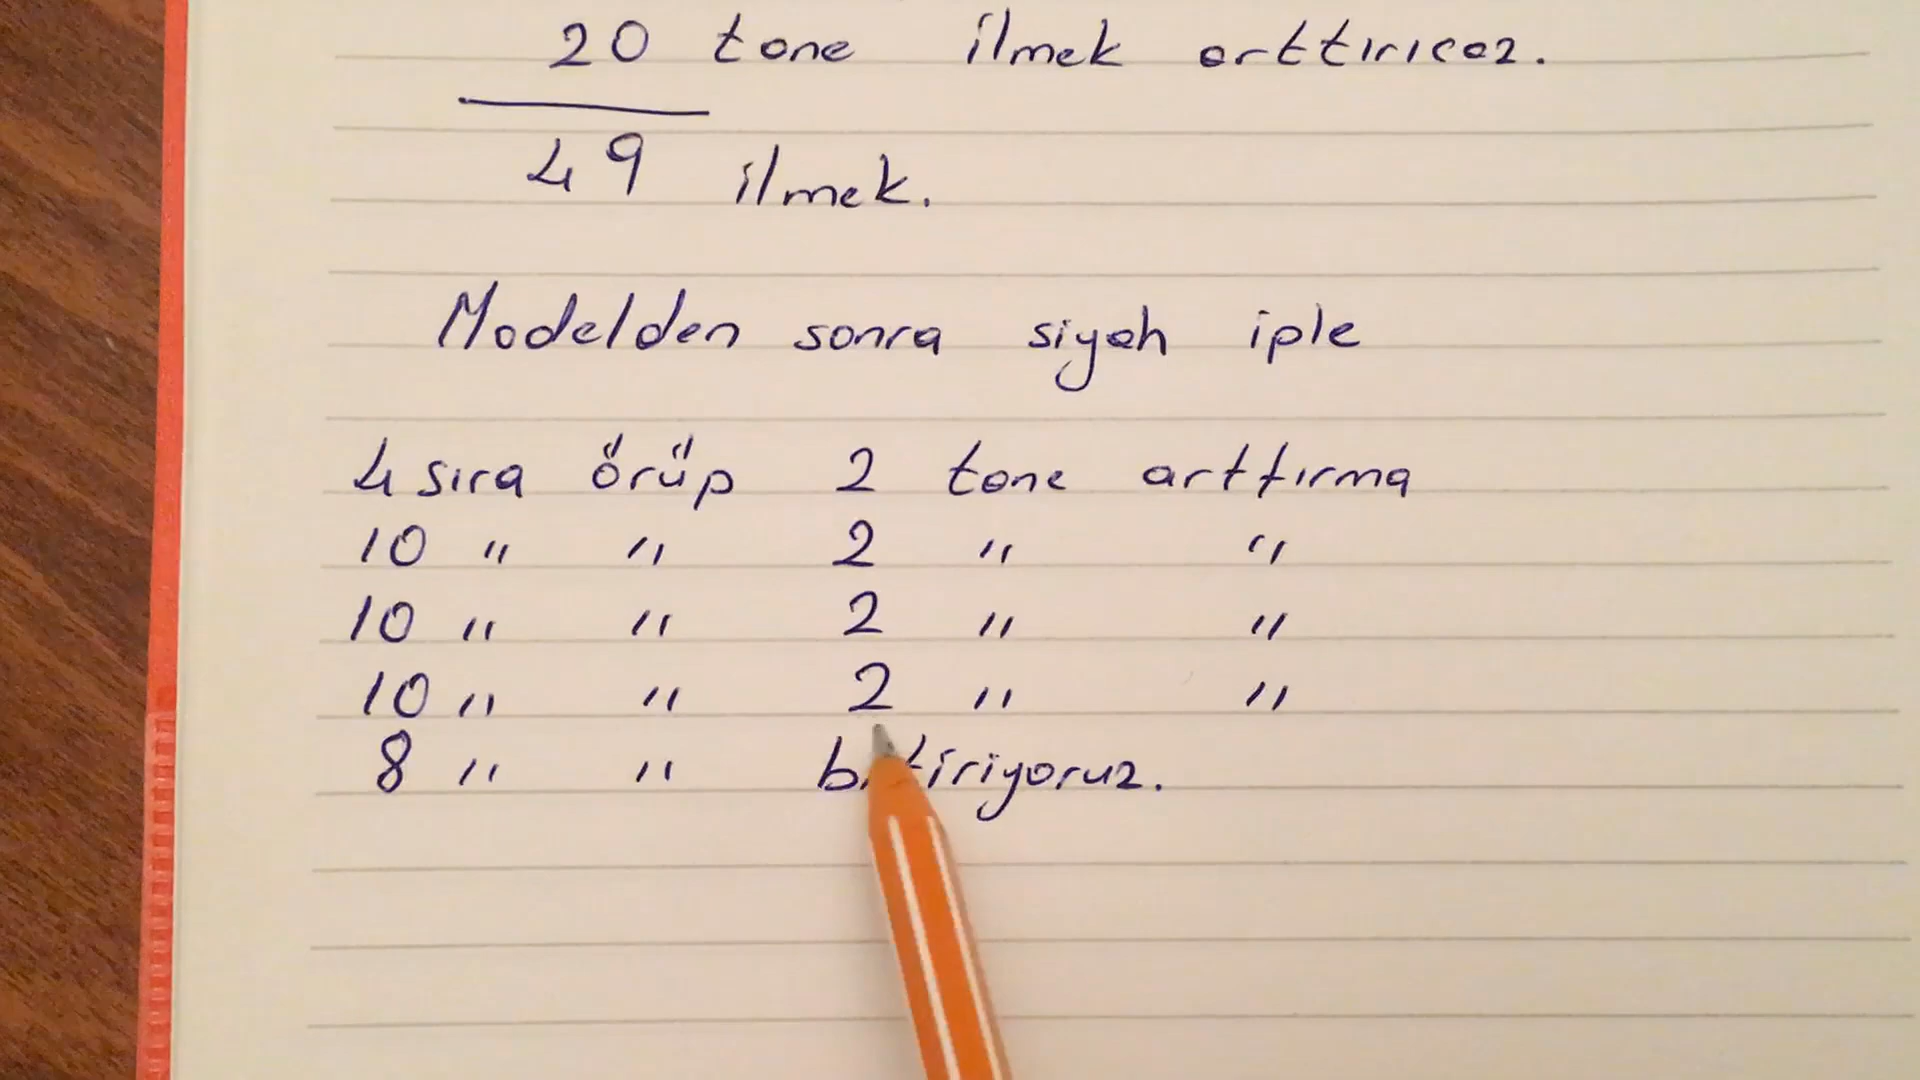 20 tane ilmek arttırıcaz.
49 ilmek.
Modelden sonra siyah iple
4 sıra örüp 2 tane arttırma
10 " " 2 " "
10 " " 2 " "
10 " " 2 " "
8 " " bitiriyoruz.